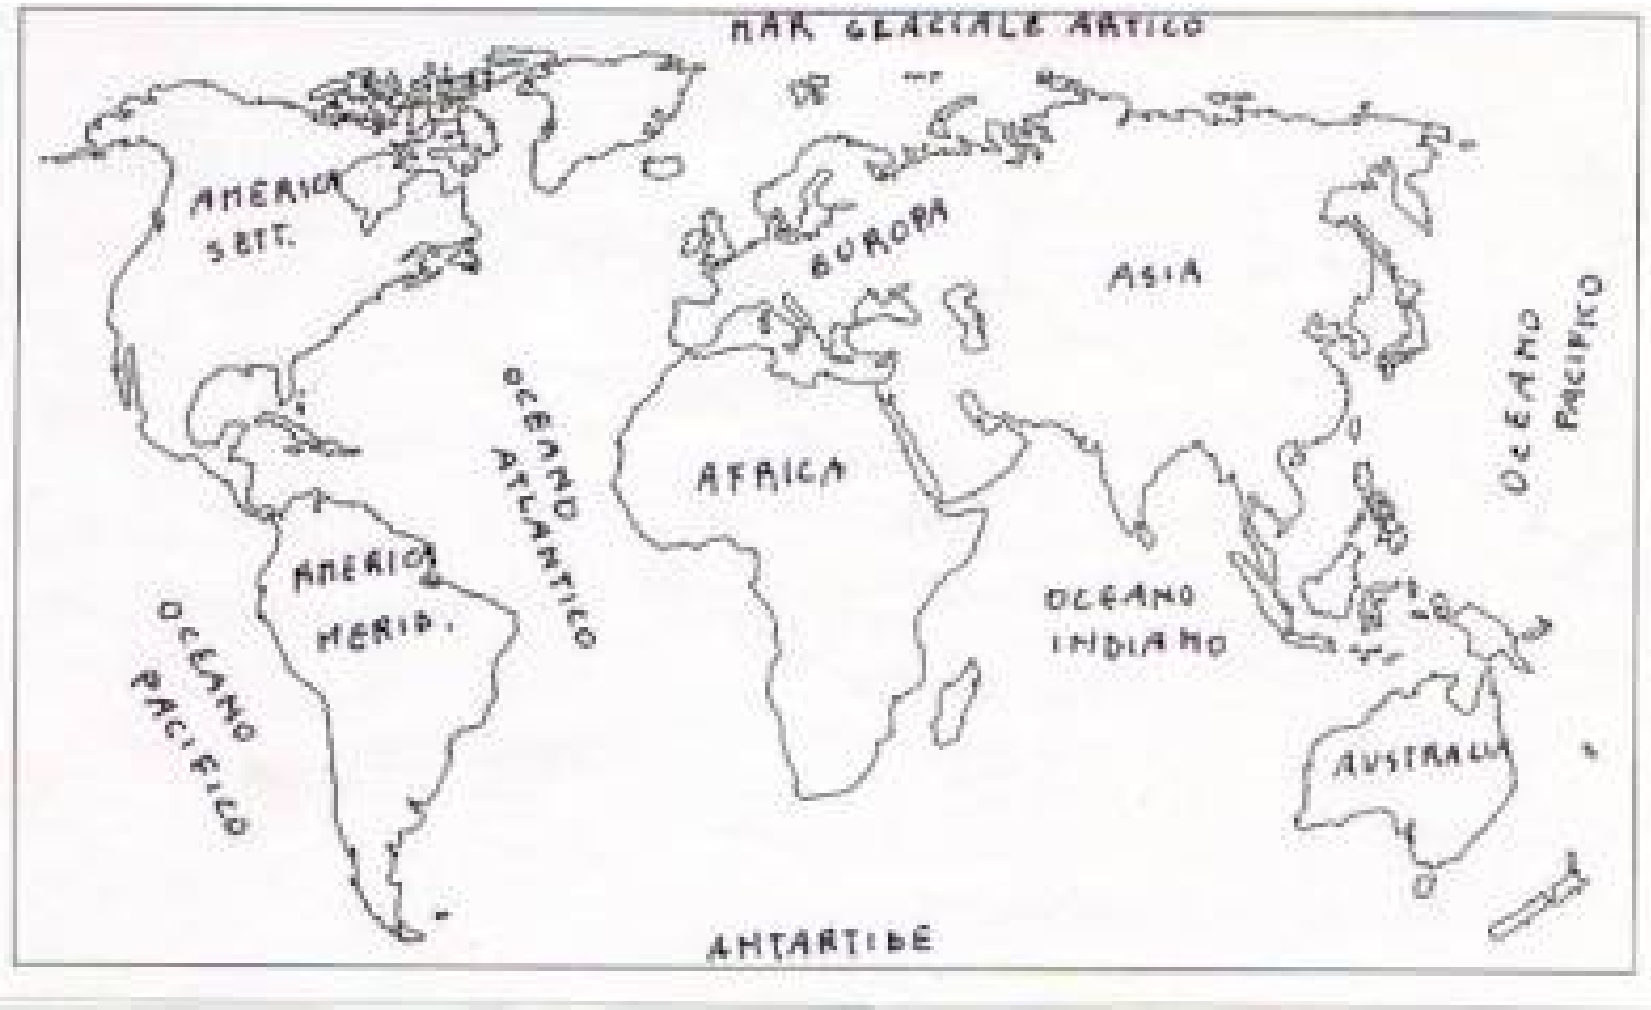 MAR GLACIALE ARTICO
AMERICA
SETT.
EUROPA
ASIA
OCEANO
PACIFICO
OCEANO
ATLANTICO
AFRICA
AMERICA
MERID.
OCEANO
INDIANO
OCEANO
PACIFICO
AUSTRALIA
ANTARTIDE